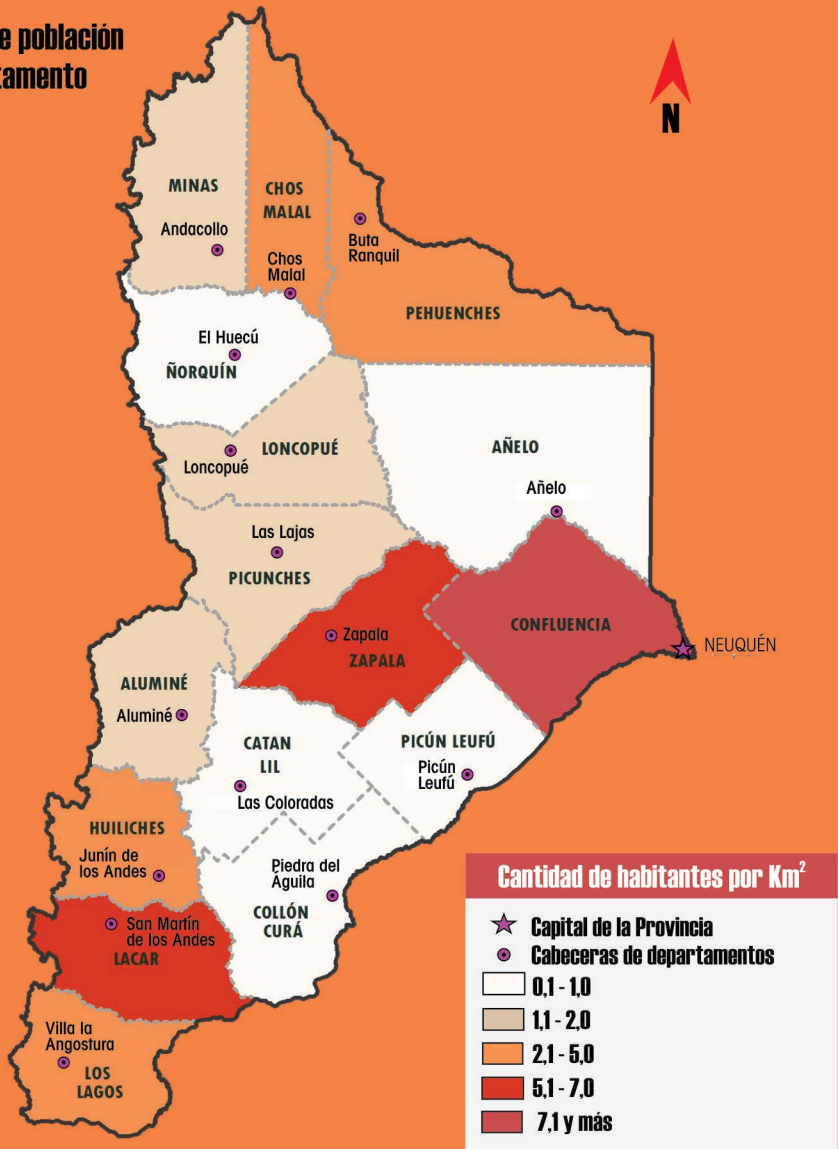 e población
tamento
N
MINAS
Andacollo
CHOS
MALAL
Chos
Malal
Buta
Ranquil
PEHUENCHES
El Huecú
ÑORQUÍN
LONCOPUÉ
Loncopué
AÑELO
Añelo
Las Lajas
PICUNCHES
Zapala
ZAPALA
CONFLUENCIA
NEUQUÉN
ALUMINÉ
Aluminé
CATAN
LIL
Las Coloradas
PICÚN LEUFÚ
Picún
Leufú
HUILICHES
Junín de
los Andes
Piedra del
Águila
COLLÓN
CURÁ
San Martín
de los Andes
LACAR
Villa la
Angostura
LOS
LAGOS
Cantidad de habitantes por Km²
Capital de la Provincia
Cabeceras de departamentos
0,1 - 1,0
1,1 - 2,0
2,1 - 5,0
5,1 - 7,0
7,1 y más